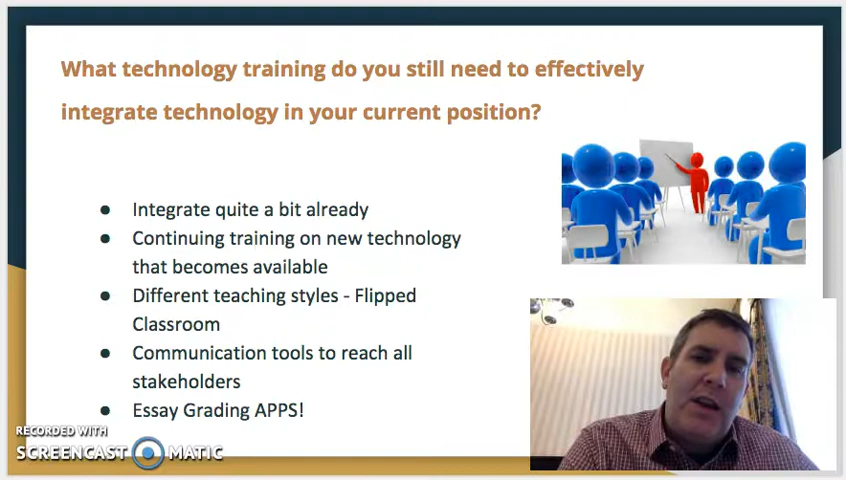 What technology training do you still need to effectively
integrate technology in your current position?
● Integrate quite a bit already
● Continuing training on new technology
that becomes available
● Different teaching styles - Flipped
Classroom
● Communication tools to reach all
stakeholders
● Essay Grading APPS!
RECORDED WITH
SCREENCAST MATIC